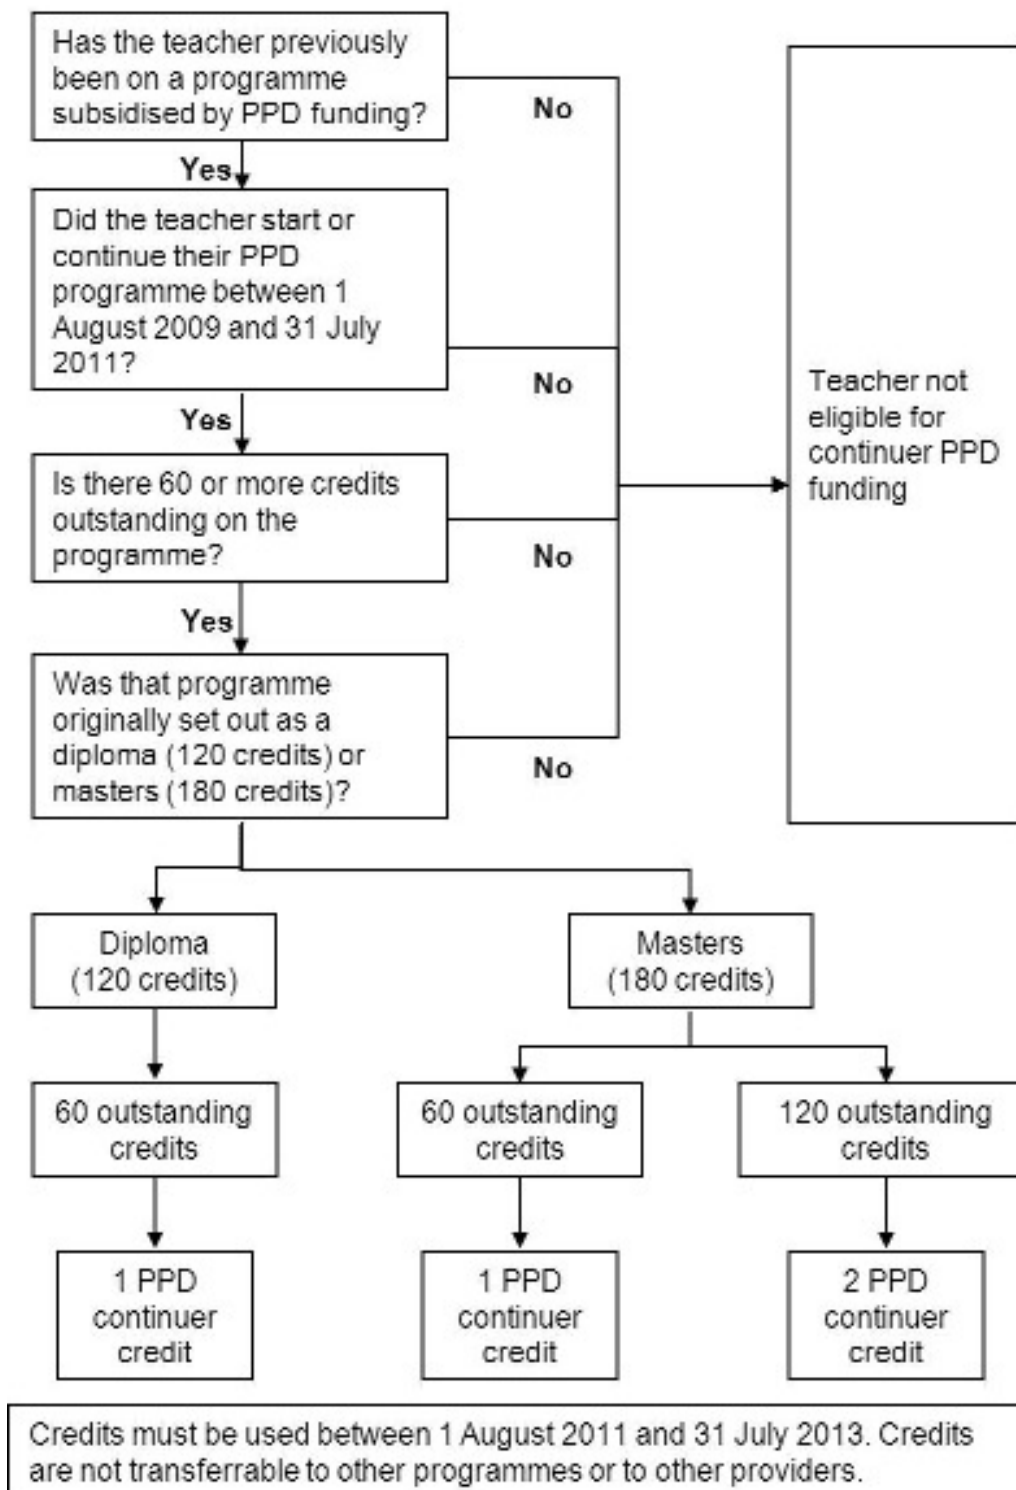 Has the teacher previously
been on a programme
subsidised by PPD funding?
No
Yes
Did the teacher start or
continue their PPD
programme between 1
August 2009 and 31 July
2011?
No
Yes
Is there 60 or more credits
outstanding on the
programme?
No
Yes
Was that programme
originally set out as a
diploma (120 credits) or
masters (180 credits)?
No
Teacher not
eligible for
continuer PPD
funding
Diploma
(120 credits)
Masters
(180 credits)
60 outstanding
credits
60 outstanding
credits
120 outstanding
credits
1 PPD
continuer
credit
1 PPD
continuer
credit
2 PPD
continuer
credit
Credits must be used between 1 August 2011 and 31 July 2013. Credits
are not transferrable to other programmes or to other providers.